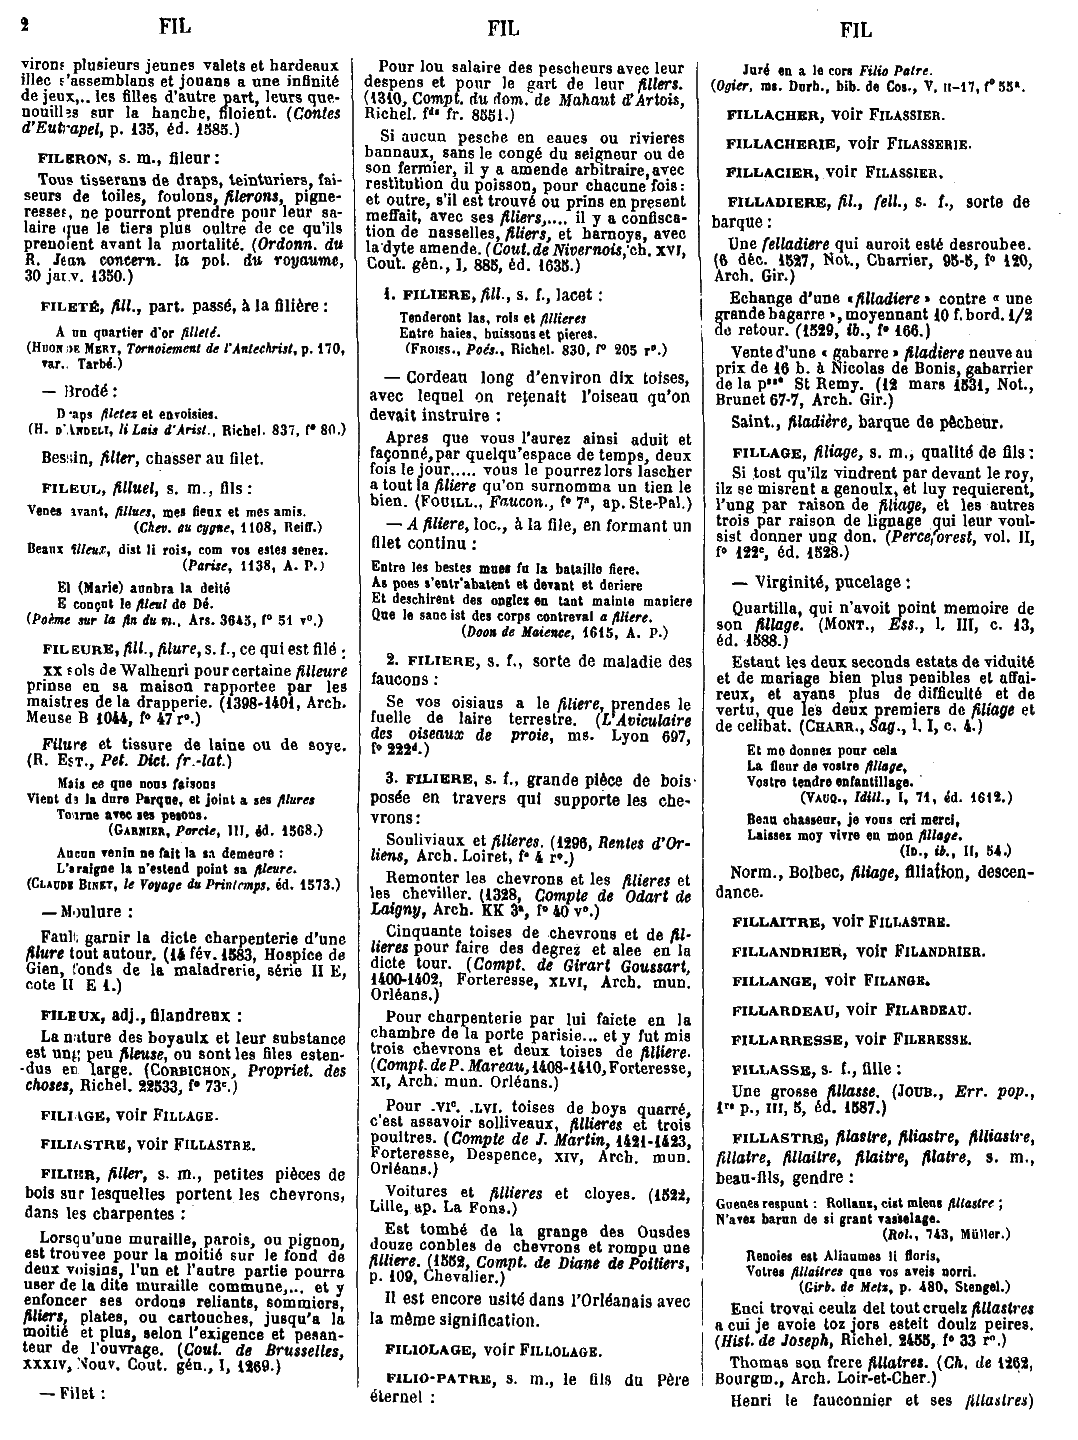 2 FIL FIL FIL
virons plusieurs jeunes valets et hardeaux
illec s'assemblans et jouans a une infinité
de jeux,.. les filles d'autre part, leurs que-
nouilles sur la hanche, filoient. (Contes
d'Eutrapel, p. 135, éd. 1585.)
FILERON, s. m., fileur :
Tous tisserans de draps, teinturiers, fai-
seurs de toiles, foulons, filerons, pigne-
resses, ne pourront prendre pour leur sa-
laire que le tiers plus oultre de ce qu'ils
prenoient avant la mortalité. (Ordonn. du
R. Jean concern. la pol. du royaume,
30 janv. 1350.)
FILETÉ, fill., part. passé, à la filière :
A un quartier d'or filleté.
(HUON DE MERY, Tornoiement de l'Antechrist, p. 170,
var.. Tarbé.)
— Brodé :
Draps filetez et envoisies.
(H. D'ANDELI, li Lais d'Arist., Richel. 837, f° 80.)
Bessin, filter, chasser au filet.
FILEUL, filluel, s. m., fils :
Venes avant, fillues, mes fieux et mes amis.
(Chev. au cygne, 1108, Reiff.)
Beaux filleux, dist li rois, com vos estes senez.
(Parise, 1138, A. P.)
El (Marie) aunbra la deité
E conçut le fileul de Dé.
(Poème sur la fin du m., Ars. 3645, f° 51 v°.)
FILEURE, fill., filure, s. f., ce qui est filé :
XX sols de Walhenri pour certaine filleure
prinse en sa maison rapportee par les
maistres de la drapperie. (1398-1401, Arch.
Meuse B 1044, f° 47 r°.)
Filure et tissure de laine ou de soye.
(R. EST., Pet. Dict. fr.-lat.)
Mais ce que nous faisons
Vient de la dure Parque, et joint a ses filures
Tourne avec ses pesons.
(GARNIER, Porcie, III, éd. 1568.)
Aucun venin ne fait la sa demeure :
L'araigne la n'estend point sa fileure.
(CLAUDE BINET, le Voyage du Printemps, éd. 1573.)
— Moulure :
Fault garnir la dicte charpenterie d'une
filure tout autour. (14 fév. 1583, Hospice de
Gien, fonds de la maladrerie, série II E,
cote II E 1.)
FILEUX, adj., filandreux :
La nature des boyaulx et leur substance
est ung peu fileuse, ou sont les files esten-
dus en large. (CORBICHON, Propriet. des
choses, Richel. 22533, f° 73c.)
FILIAGE, voir FILLAGE.
FILIASTRE, voir FILLASTRE.
FILIER, filler, s. m., petites pièces de
bois sur lesquelles portent les chevrons,
dans les charpentes :
Lorsqu'une muraille, parois, ou pignon,
est trouvee pour la moitié sur le fond de
deux voisins, l'un et l'autre partie pourra
user de la dite muraille commune,... et y
enfoncer ses ordons reliants, sommiers,
filiers, plates, ou cartouches, jusqu'a la
moitié et plus, selon l'exigence et pesan-
teur de l'ouvrage. (Cout. de Brusselles,
XXXIV, Nouv. Cout. gén., I, 1269.)
— Filet :
Pour lou salaire des pescheurs avec leur
despens et pour le gart de leur fillers.
(1310, Compt. du dom. de Mahaut d'Artois,
Richel. fds fr. 8551.)
Si aucun pesche en eaues ou rivieres
bannaux, sans le congé du seigneur ou de
son fermier, il y a amende arbitraire, avec
restitution du poisson, pour chacune fois :
et outre, s'il est trouvé ou prins en present
meffait, avec ses filiers,.... il y a confisca-
tion de nasselles, filiers, et harnoys, avec
ladyte amende. (Cout. de Nivernois, ch. XVI,
Cout. gén., I, 885, éd. 1635.)
1. FILIERE, fill., s. f., lacet :
Tenderont las, rois et fillieres
Entre haies, buissons et pieres.
(FROISS., Poés., Richel. 830, f° 205 r°.)
— Cordeau long d'environ dix toises,
avec lequel on retenait l'oiseau qu'on
devait instruire :
Apres que vous l'aurez ainsi aduit et
façonné, par quelqu'espace de temps, deux
fois le jour..... vous le pourrez lors lascher
a tout la filiere qu'on surnomma un tien le
bien. (FOUILL., Faucon., f° 7a, ap. Ste-Pal.)
— A filiere, loc., à la file, en formant un
filet continu :
Entre les bestes mues fu la bataille fiere.
As poes s'entr'abatent et devant et deriere
Et deschirent des ongles en tant mainte maniere
Que le sanc ist des corps contreval a filiere.
(Doon de Maience, 1615, A. P.)
2. FILIERE, s. f., sorte de maladie des
faucons :
Se vos oisiaus a le filiere, prendes le
fuelle de laire terrestre. (L'Aviculaire
des oiseaux de proie, ms. Lyon 697,
f° 222d.)
3. FILIERE, s. f., grande pièce de bois
posée en travers qui supporte les che-
vrons :
Souliviaux et filieres. (1296, Rentes d'Or-
liens, Arch. Loiret, f° 4 r°.)
Remonter les chevrons et les filieres et
les cheviller. (1328, Compte de Odart de
Laigny, Arch. KK 3a, f° 40 v°.)
Cinquante toises de chevrons et de fil-
lieres pour faire des degrez et alee en la
dicte tour. (Compt. de Girart Goussart,
1400-1402, Forteresse, XLVI, Arch. mun.
Orléans.)
Pour charpenterie par lui faicte en la
chambre de la porte parisie... et y fut mis
trois chevrons et deux toises de filliere.
(Compt. de P. Mareau, 1408-1410, Forteresse,
XI, Arch. mun. Orléans.)
Pour .VIc. .LVI. toises de boys quarré,
c'est assavoir solliveaux, fillieres et trois
poultres. (Compte de J. Martin, 1421-1423,
Forteresse, Despence, XIV, Arch. mun.
Orléans.)
Voitures et fillieres et cloyes. (1522,
Lille, ap. La Fons.)
Est tombé de la grange des Ousdes
douze conbles de chevrons et rompu une
filliere. (1552, Compt. de Diane de Poitiers,
p. 109, Chevalier.)
Il est encore usité dans l'Orléanais avec
la même signification.
FILIOLAGE, voir FILLOLAGE.
FILIO-PATRE, s. m., le fils du Père
éternel :
Juré en a le cors Filio Patre.
(Ogier, ms. Durh., bib. de Cos., V, II-17, f° 55a.
FILLACHER, voir FILASSIER.
FILLACHERIE, voir FILASSERIE.
FILLACIER, voir FILASSIER.
FILLADIERE, fil., fell., s. f., sorte de
barque :
Une felladiere qui auroit esté desroubee.
(6 déc. 1527, Not., Charrier, 95-5, f° 120,
Arch. Gir.)
Echange d'une « filladiere » contre « une
grande bagarre », moyennant 10 f. bord. 1/2
de retour. (1529, ib., f° 166.)
Vente d'une « gabarre » filadiere neuve au
prix de 16 b. à Nicolas de Bonis, gabarrier
de la psse St Remy. (12 mars 1531, Not.,
Brunet 67-7, Arch. Gir.)
Saint., filadière, barque de pêcheur.
FILLAGE, filiage, s. m., qualité de fils :
Si tost qu'ilz vindrent par devant le roy,
ilz se misrent a genoulx, et luy requierent,
l'ung par raison de filiage, et les autres
trois par raison de lignage qui leur voul-
sist donner ung don. (Perceforest, vol. II,
f° 122c, éd. 1528.)
— Virginité, pucelage :
Quartilla, qui n'avoit point memoire de
son fillage. (MONT., Ess., l. III, c. 13,
éd. 1588.)
Estant les deux seconds estats de viduité
et de mariage bien plus penibles et affai-
reux, et ayans plus de difficulté et de
vertu, que les deux premiers de filiage et
de celibat. (CHARR., Sag., l. I, c. 4.)
Et me donnez pour cela
La fleur de vostre fillage,
Vostre tendre enfantillage.
(VAUQ., Idill., I, 71, éd. 1612.)
Beau chasseur, je vous cri merci,
Laissez moy vivre en mon fillage.
(ID., ib., II, 54.)
Norm., Bolbec, filiage, filiation, descen-
dance.
FILLAITRE, voir FILLASTRE.
FILLANDRIER, voir FILANDRIER.
FILLANGE, voir FILANGE.
FILLARDEAU, voir FILARDEAU.
FILLARRESSE, voir FILERESSE.
FILLASSE, s. f., fille :
Une grosse fillasse. (JOUB., Err. pop.,
1re p., III, 5, éd. 1587.)
FILLASTRE, filastre, filiastre, filliastre,
fillatre, fillaitre, filaitre, filatre, s. m.,
beau-fils, gendre :
Guenes respunt : Rollanz, cist miens fillastre ;
N'avez barun de si grant vasselage.
(Rol., 743, Müller.)
Renoies est Aliaumes li floris,
Votres fillaitres que vos aveis norri.
(Girb. de Metz, p. 480, Stengel.)
Enci trovai ceulz del tout cruelz fillastres
a cui je avoie toz jors esteit doulz peires.
(Hist. de Joseph, Richel. 2455, f° 33 r°.)
Thomas son frere fillatres. (Ch. de 1262,
Bourgm., Arch. Loir-et-Cher.)
Henri le fauconnier et ses fillastres)